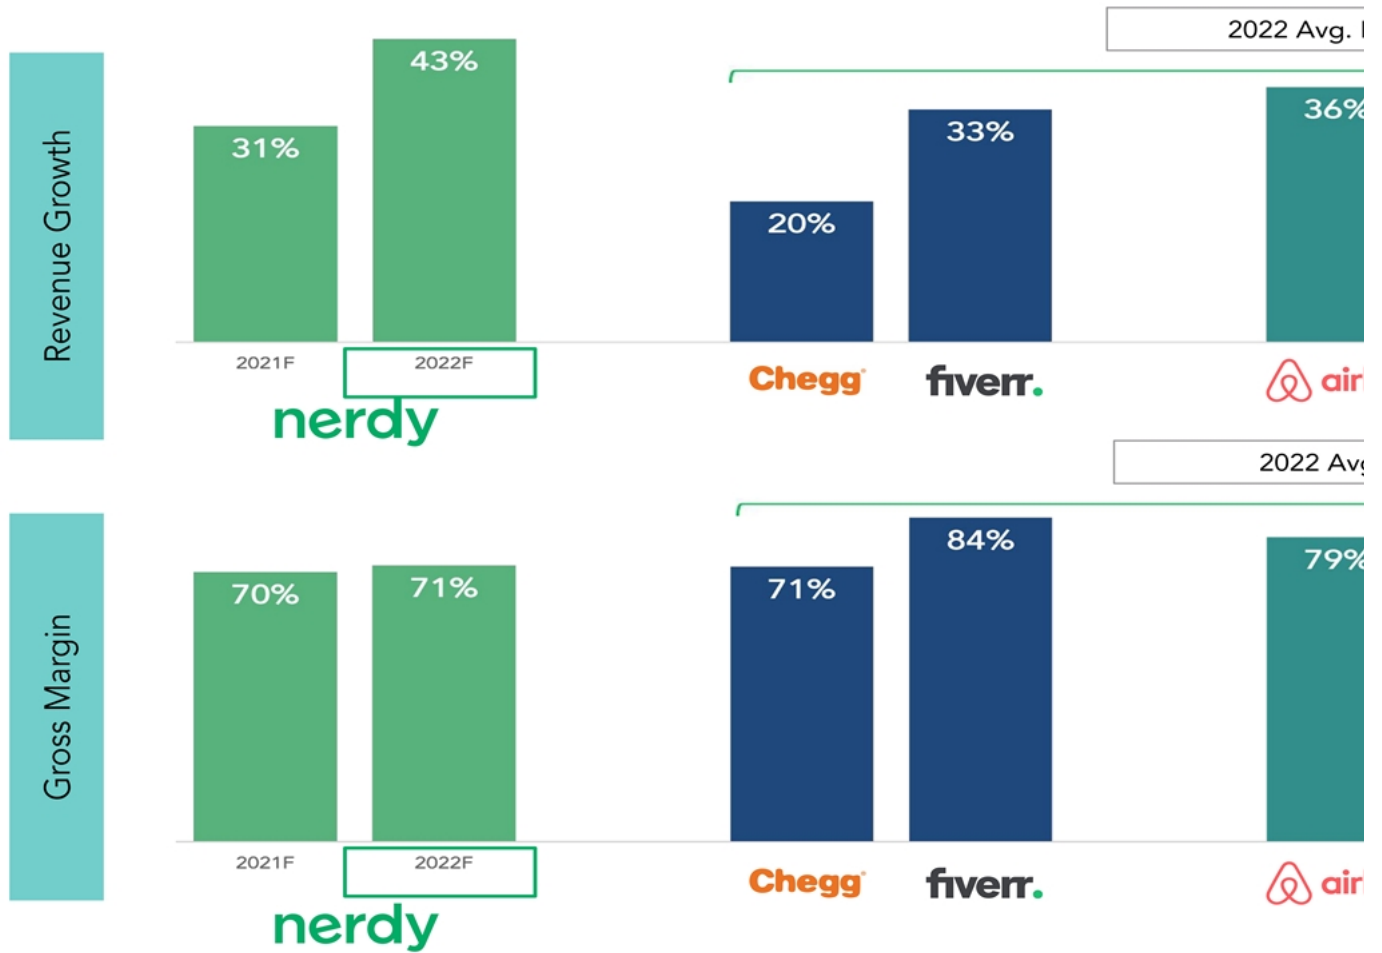 2022 Avg.
43%
31%
33%
36%
20%
Revenue Growth
2021F
2022F
Chegg
fiverr.
nerdy
2022
84%
79%
70%
71%
71%
Gross Margin
2021F
2022F
Chegg
fiverr.
nerdy